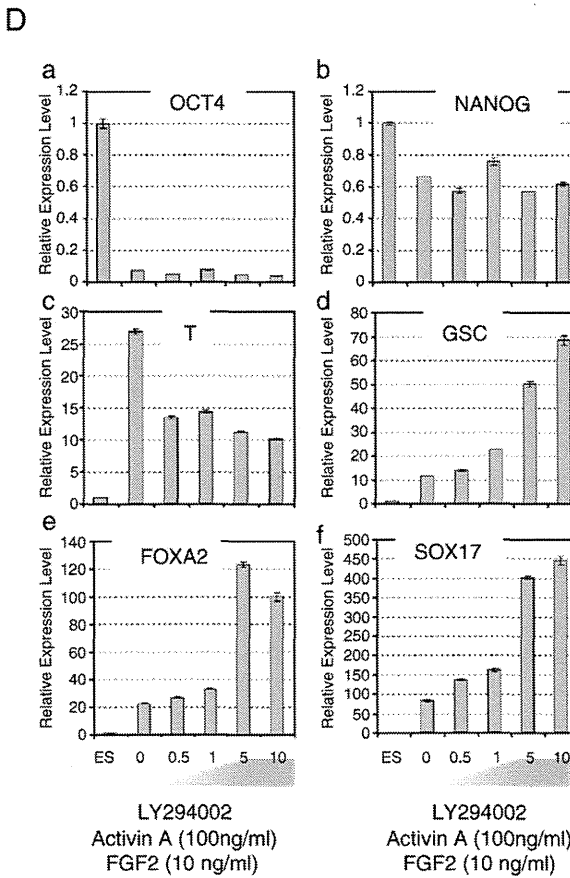 D
a
OCT4
Relative Expression Level
1.2
1
0.8
0.6
0.4
0.2
0
b
NANOG
Relative Expression Level
1.2
1
0.8
0.6
0.4
0.2
0
c
T
Relative Expression Level
30
25
20
15
10
5
0
d
GSC
Relative Expression Level
80
70
60
50
40
30
20
10
0
e
FOXA2
Relative Expression Level
140
120
100
80
60
40
20
0
f
SOX17
Relative Expression Level
500
450
400
350
300
250
200
150
100
50
0
ES 0 0.5 1 5 10
ES 0 0.5 1 5 10
LY294002
Activin A (100ng/ml)
FGF2 (10 ng/ml)
LY294002
Activin A (100ng/ml)
FGF2 (10 ng/ml)